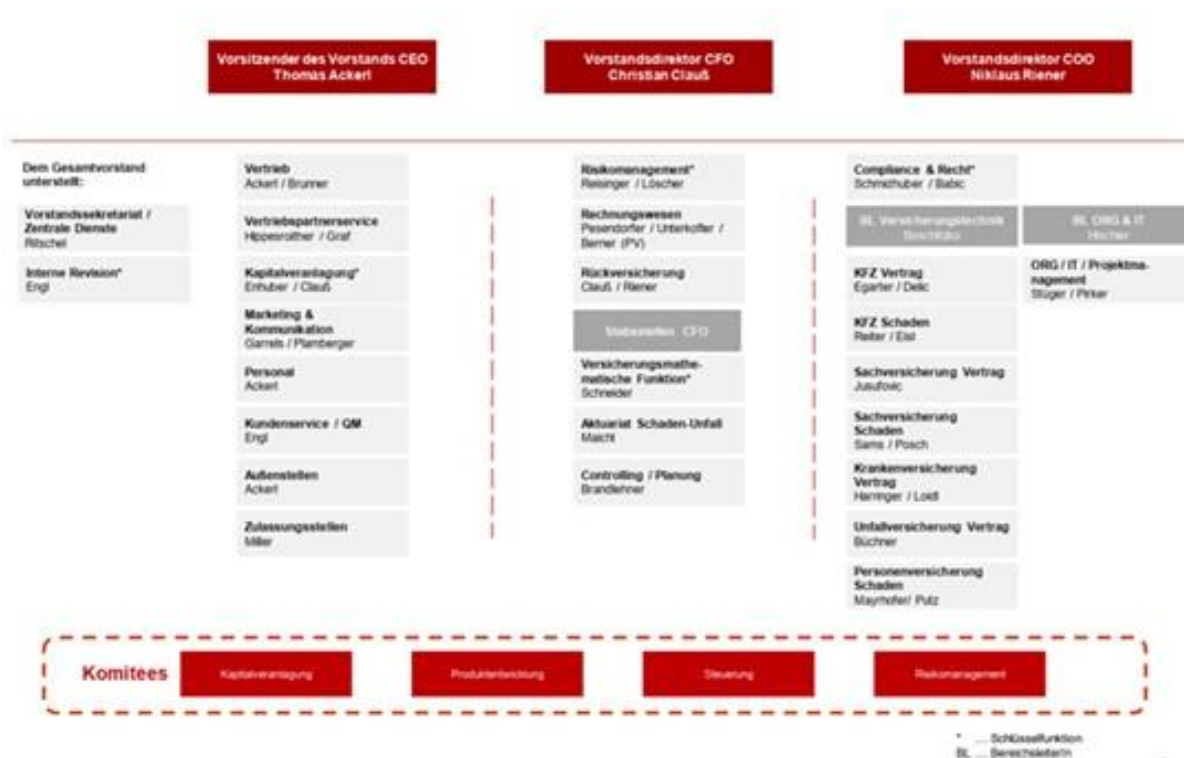 Vorsitzender des Vorstands CEO
Thomas Ackerl
Vorstandsdirektor CFO
Christian Clauß
Vorstandsdirektor COO
Niklaus Riener
Dem Gesamtvorstand
unterstellt:
Vorstandssekretariat /
Zentrale Dienste
Ritschel
Interne Revision*
Engl
Vertrieb
Ackerl / Brunner
Vertriebspartnerservice
Hippesroither / Graf
Kapitalveranlagung*
Enhuber / Clauß
Marketing &
Kommunikation
Garrels / Plamberger
Personal
Ackerl
Kundenservice / QM
Engl
Außenstellen
Ackerl
Zulassungsstellen
Miller
Risikomanagement*
Reisinger / Löscher
Rechnungswesen
Pesendorfer / Unterkofler /
Berner (PV)
Rückversicherung
Clauß / Riener
Stabsstellen CFO
Versicherungsmathe-
matische Funktion*
Schneider
Aktuariat Schaden-Unfall
Maicht
Controlling / Planung
Brandlehner
Compliance & Recht*
Schmidhuber / Babic
BL Versicherungstechnik
KFZ Vertrag
Egarter / Delic
KFZ Schaden
Reiter / Eisl
Sachversicherung Vertrag
Jusufovic
Sachversicherung
Schaden
Sams / Posch
Krankenversicherung
Vertrag
Harringer / Loidl
Unfallversicherung Vertrag
Büchner
Personenversicherung
Schaden
Mayrhofer/ Putz
BL ORG & IT
ORG / IT / Projektma-
nagement
Stüger / Pirker
Komitees
Kapitalveranlagung
Produktentwicklung
Steuerung
Risikomanagement
* ... Schlüsselfunktion
BL ... BereichsleiterIn